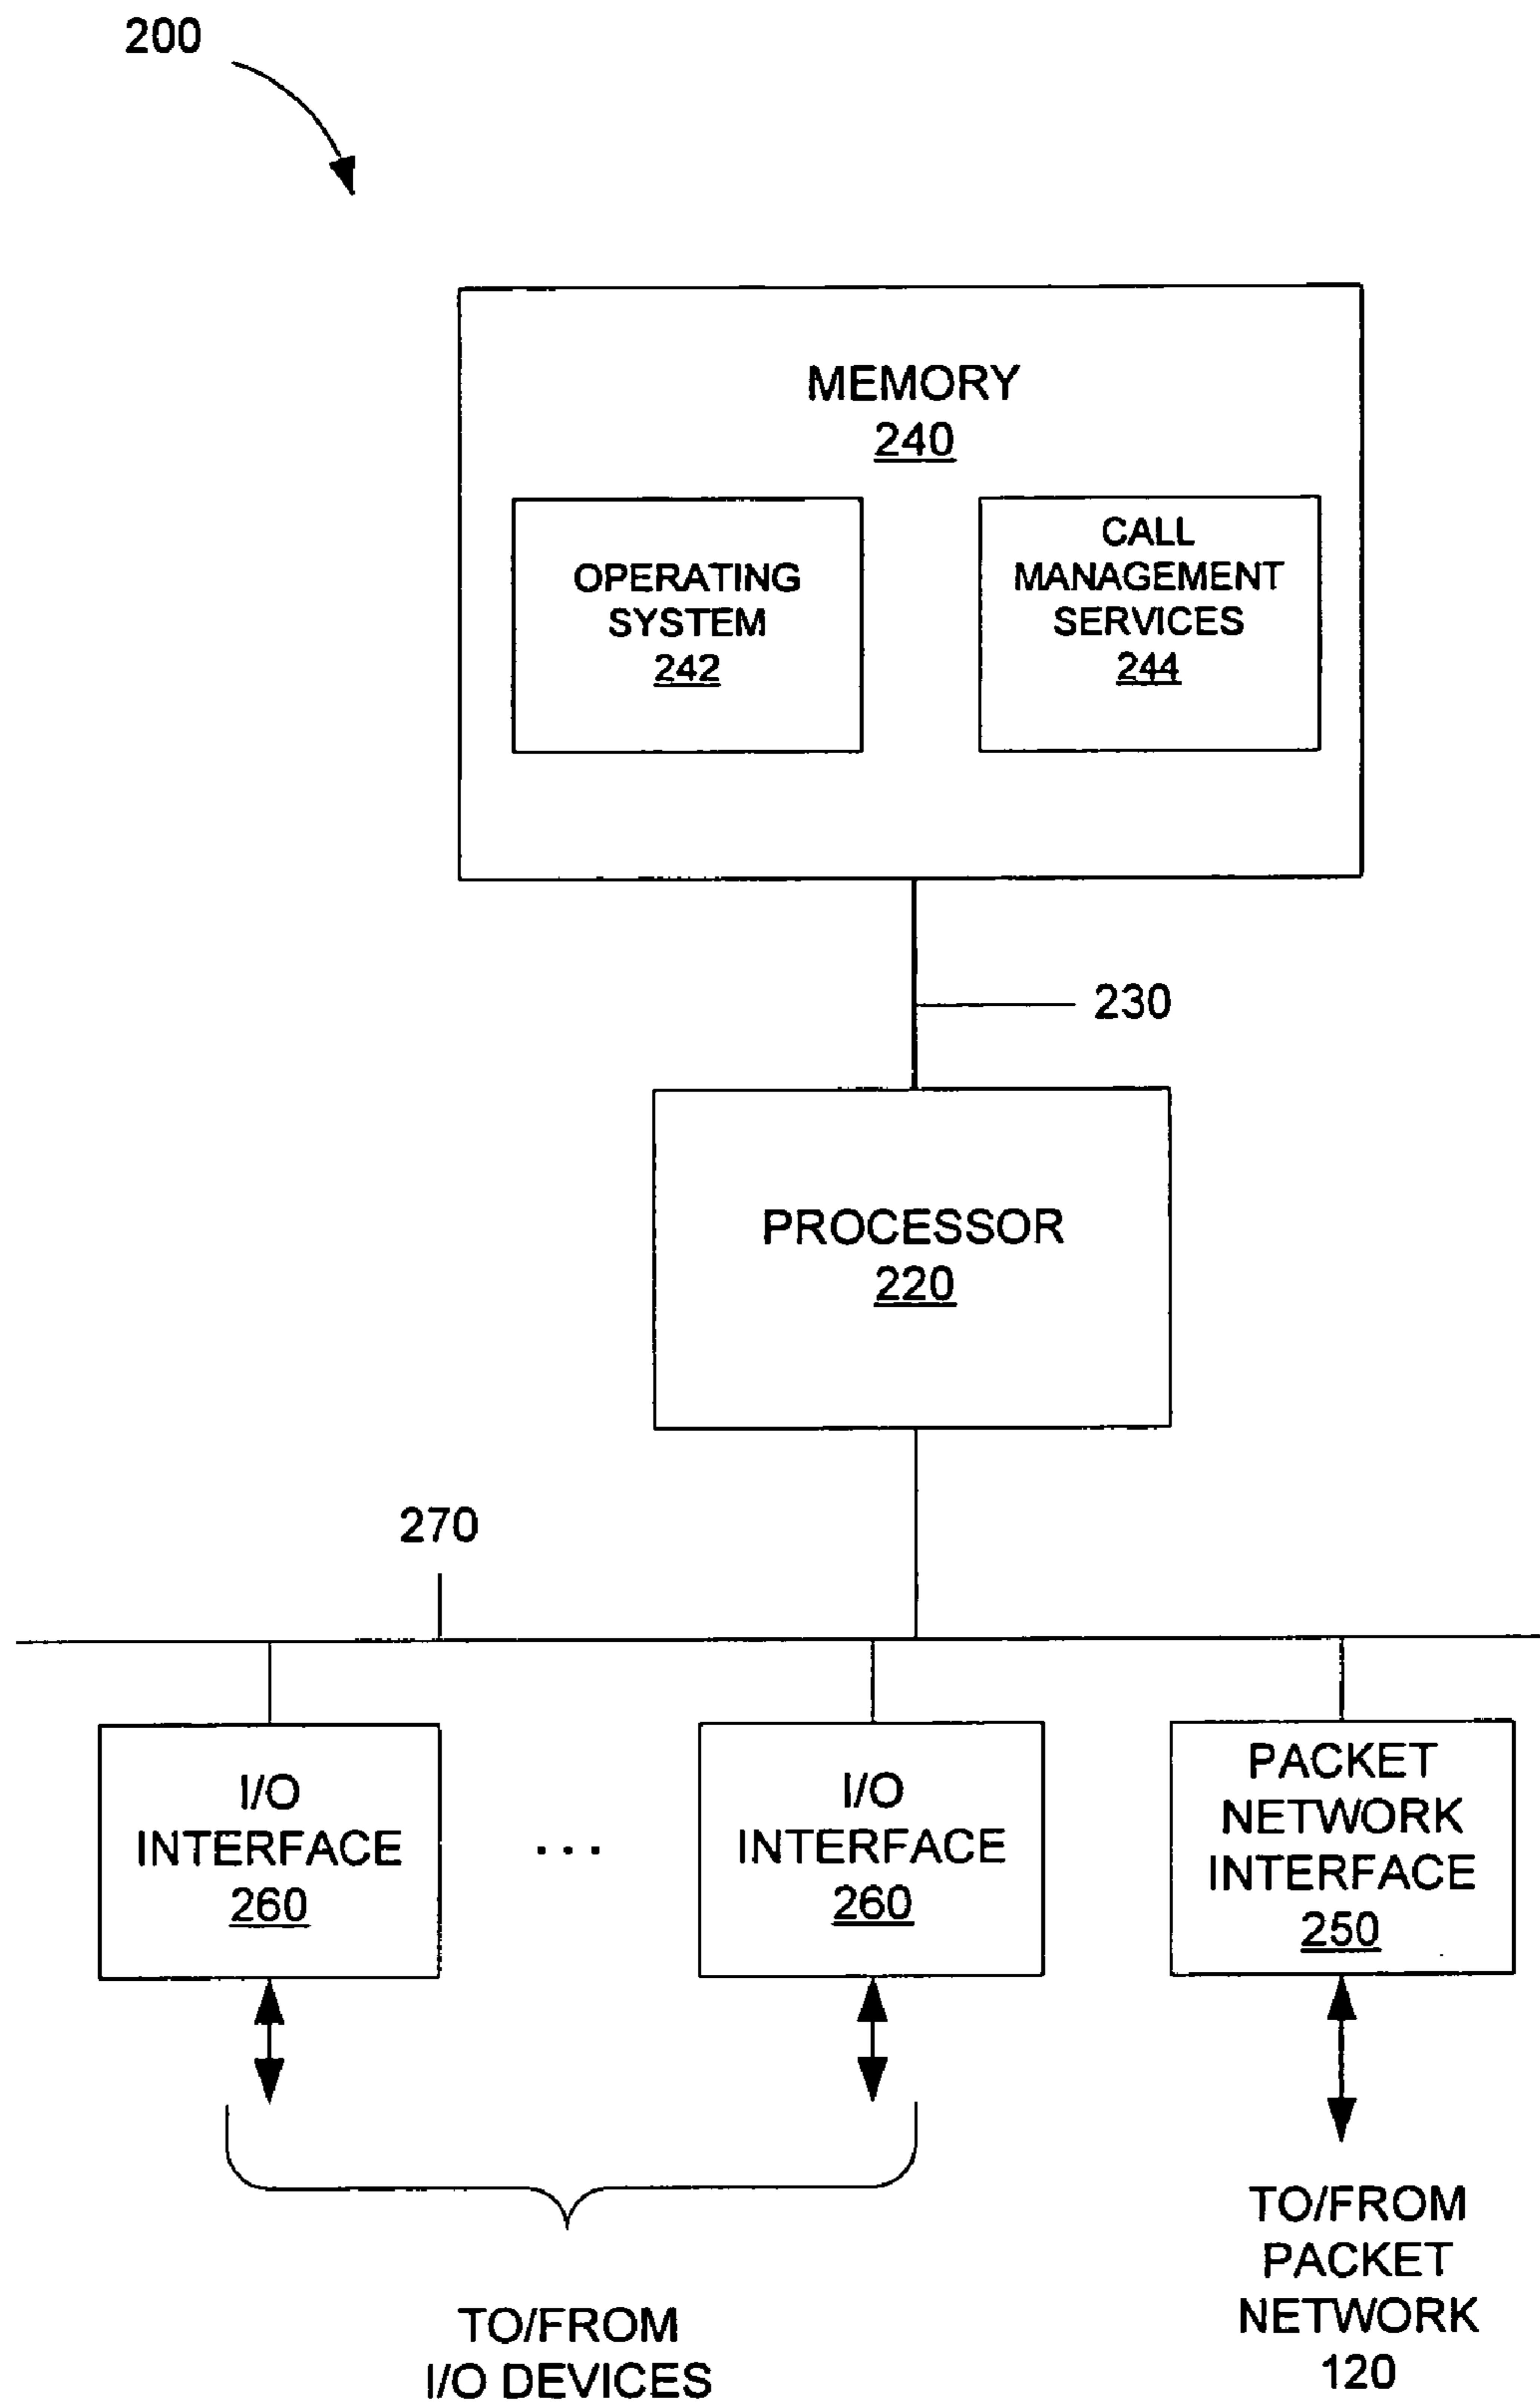 200
MEMORY
240
OPERATING
SYSTEM
242
CALL
MANAGEMENT
SERVICES
244
230
PROCESSOR
220
270
I/O
INTERFACE
260
...
I/O
INTERFACE
260
PACKET
NETWORK
INTERFACE
250
TO/FROM
I/O DEVICES
TO/FROM
PACKET
NETWORK
120